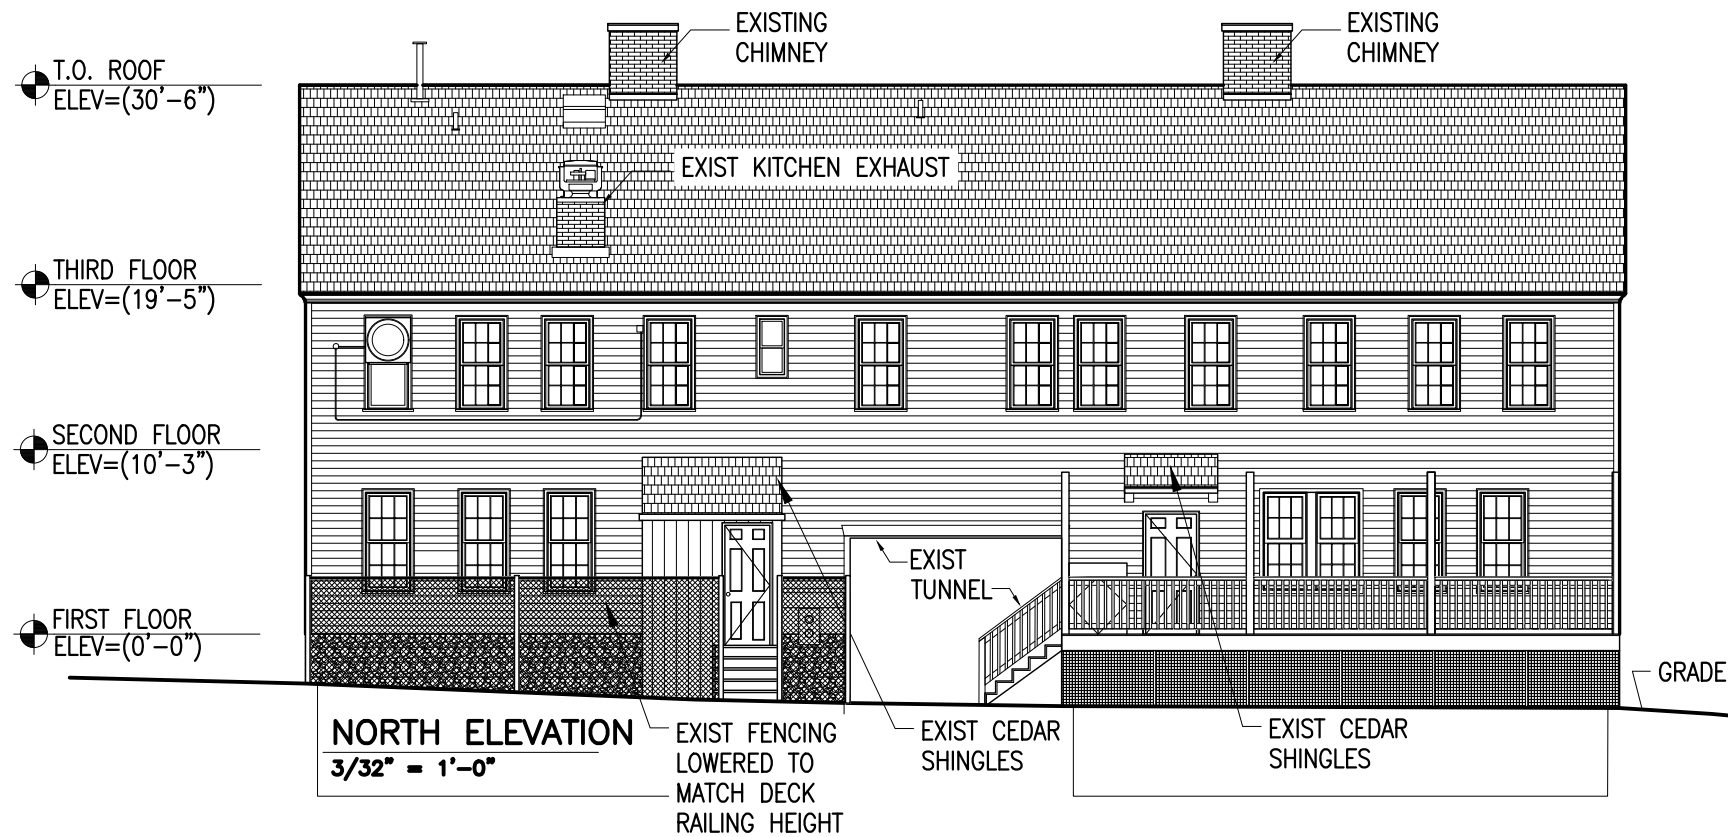 EXISTING
CHIMNEY
EXISTING
CHIMNEY
T.O. ROOF
ELEV=(30'-6")
EXIST KITCHEN EXHAUST
THIRD FLOOR
ELEV=(19'-5")
SECOND FLOOR
ELEV=(10'-3")
EXIST
TUNNEL
FIRST FLOOR
ELEV=(0'-0")
GRADE
NORTH ELEVATION
3/32" = 1'-0"
EXIST FENCING
LOWERED TO
MATCH DECK
RAILING HEIGHT
EXIST CEDAR
SHINGLES
EXIST CEDAR
SHINGLES